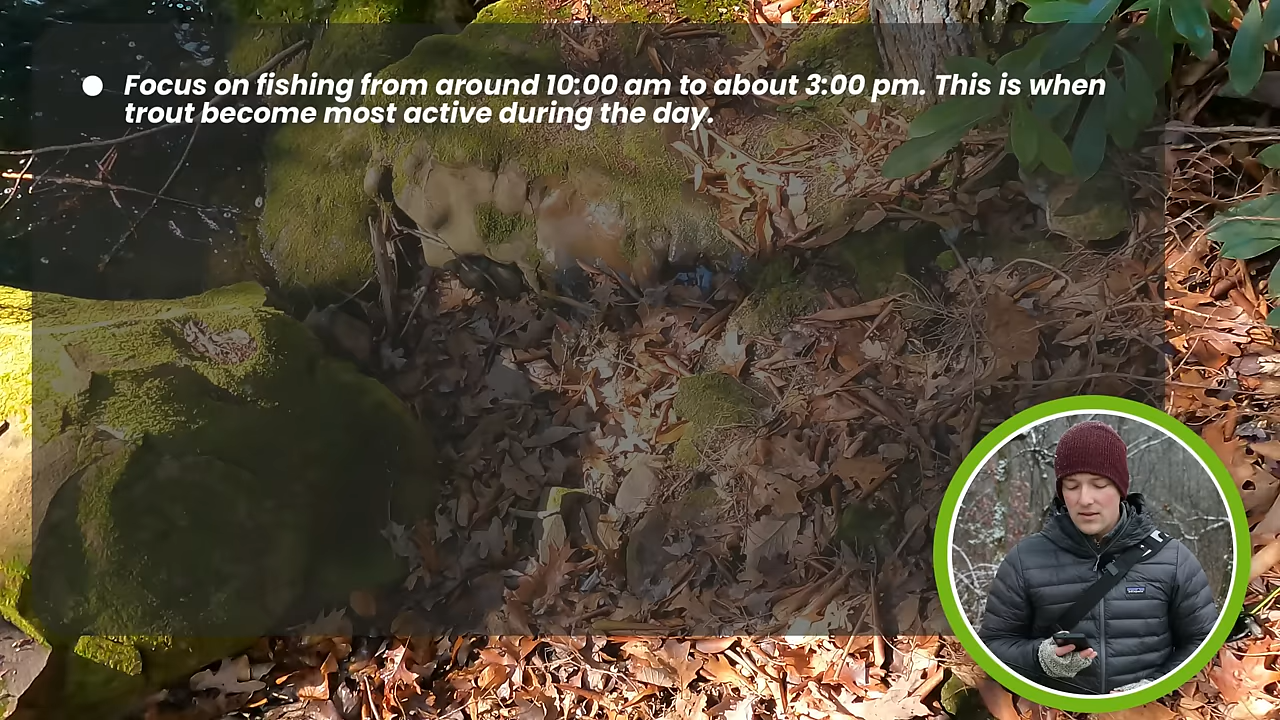 Focus on fishing from around 10:00 am to about 3:00 pm. This is when
trout become most active during the day.